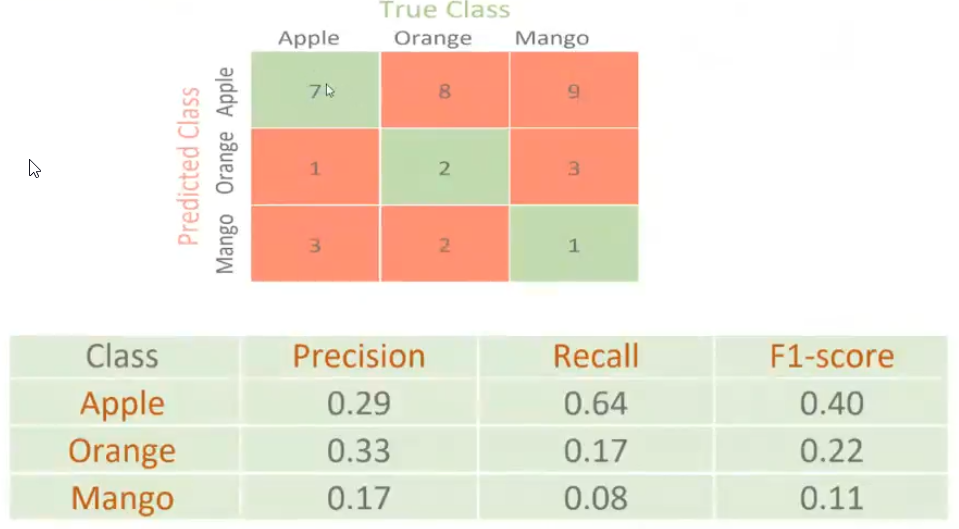 True Class
Apple Orange Mango
Predicted Class
Apple 7 8 9
Orange 1 2 3
Mango 3 2 1
Class Precision Recall F1-score
Apple 0.29 0.64 0.40
Orange 0.33 0.17 0.22
Mango 0.17 0.08 0.11